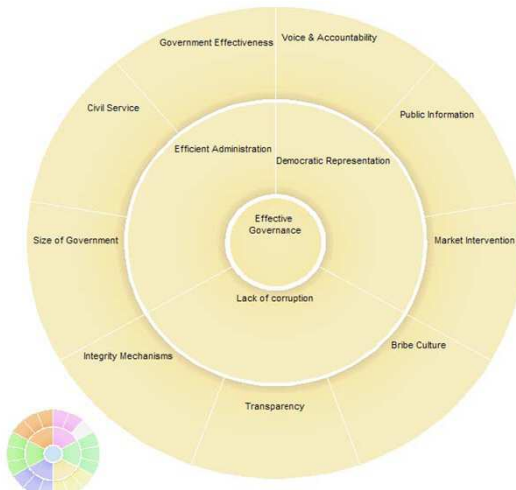 Government Effectiveness
Voice & Accountability
Civil Service
Public Information
Efficient Administration
Democratic Representation
Effective
Governance
Size of Government
Market Intervention
Lack of corruption
Integrity Mechanisms
Bribe Culture
Transparency